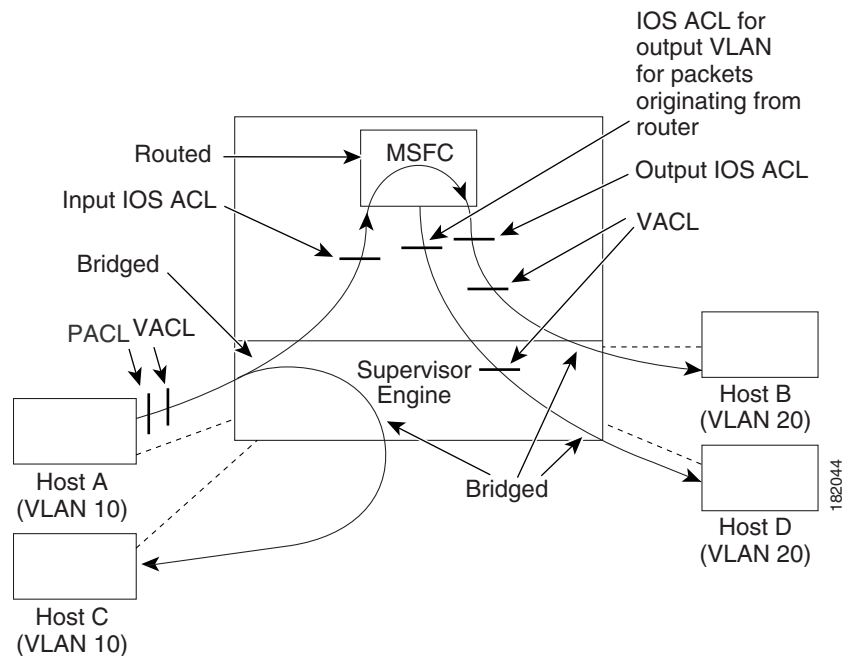 IOS ACL for
output VLAN
for packets
originating from
router
Routed
MSFC
Output IOS ACL
Input IOS ACL
VACL
Bridged
PACL
VACL
Supervisor
Engine
Host B
(VLAN 20)
Host A
(VLAN 10)
Bridged
Host D
(VLAN 20)
182044
Host C
(VLAN 10)